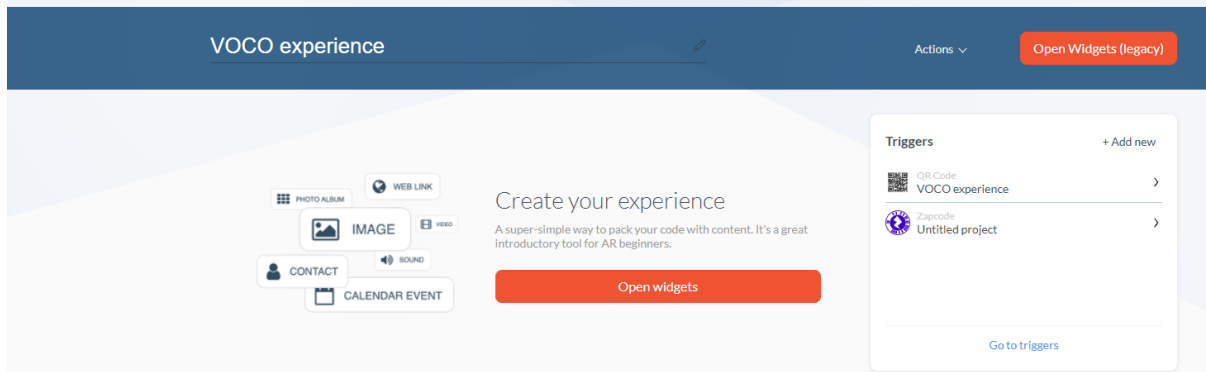 VOCO experience
Actions
Open Widgets (legacy)
PHOTO ALBUM
WEB LINK
IMAGE
VIDEO
SOUND
CONTACT
CALENDAR EVENT
Create your experience
A super-simple way to pack your code with content. It's a great
introductory tool for AR beginners.
Open widgets
Triggers
+ Add new
QR Code
VOCO experience
Zapcode
Untitled project
Go to triggers